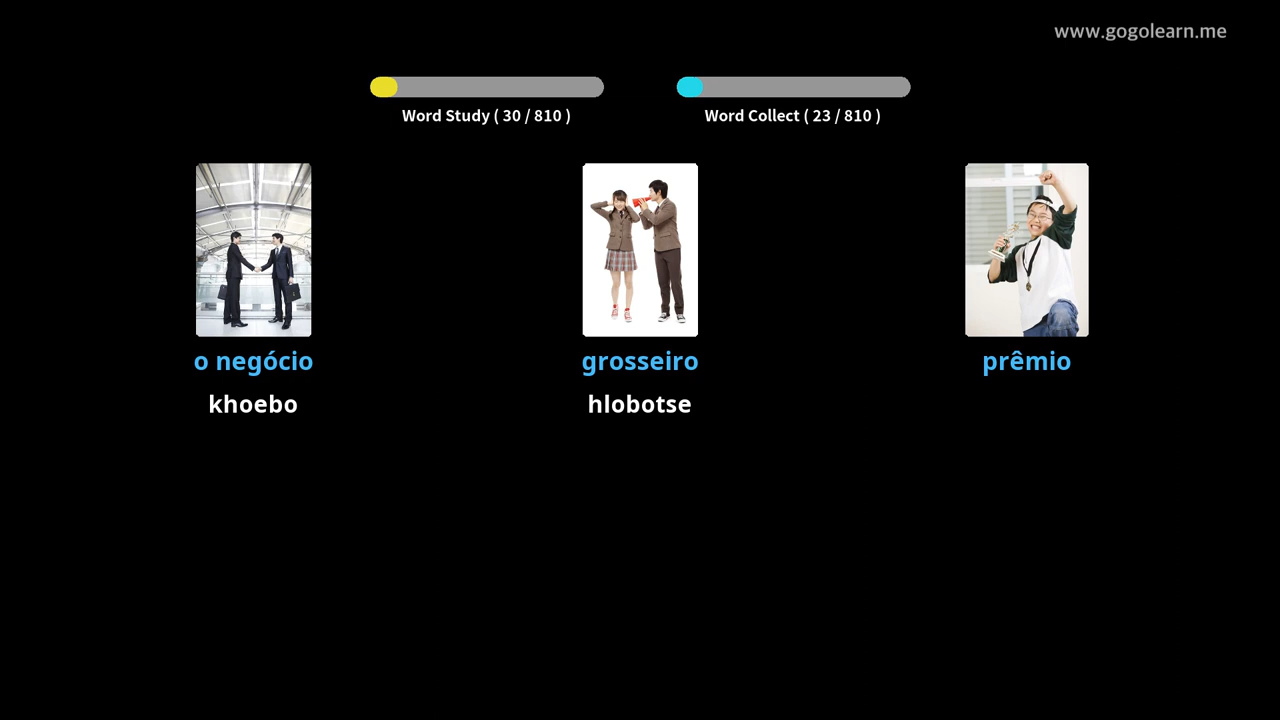 www.gogolearn.me
Word Study ( 30 / 810 )
Word Collect ( 23 / 810 )
o negócio
grosseiro
prêmio
khoebo
hlobotse